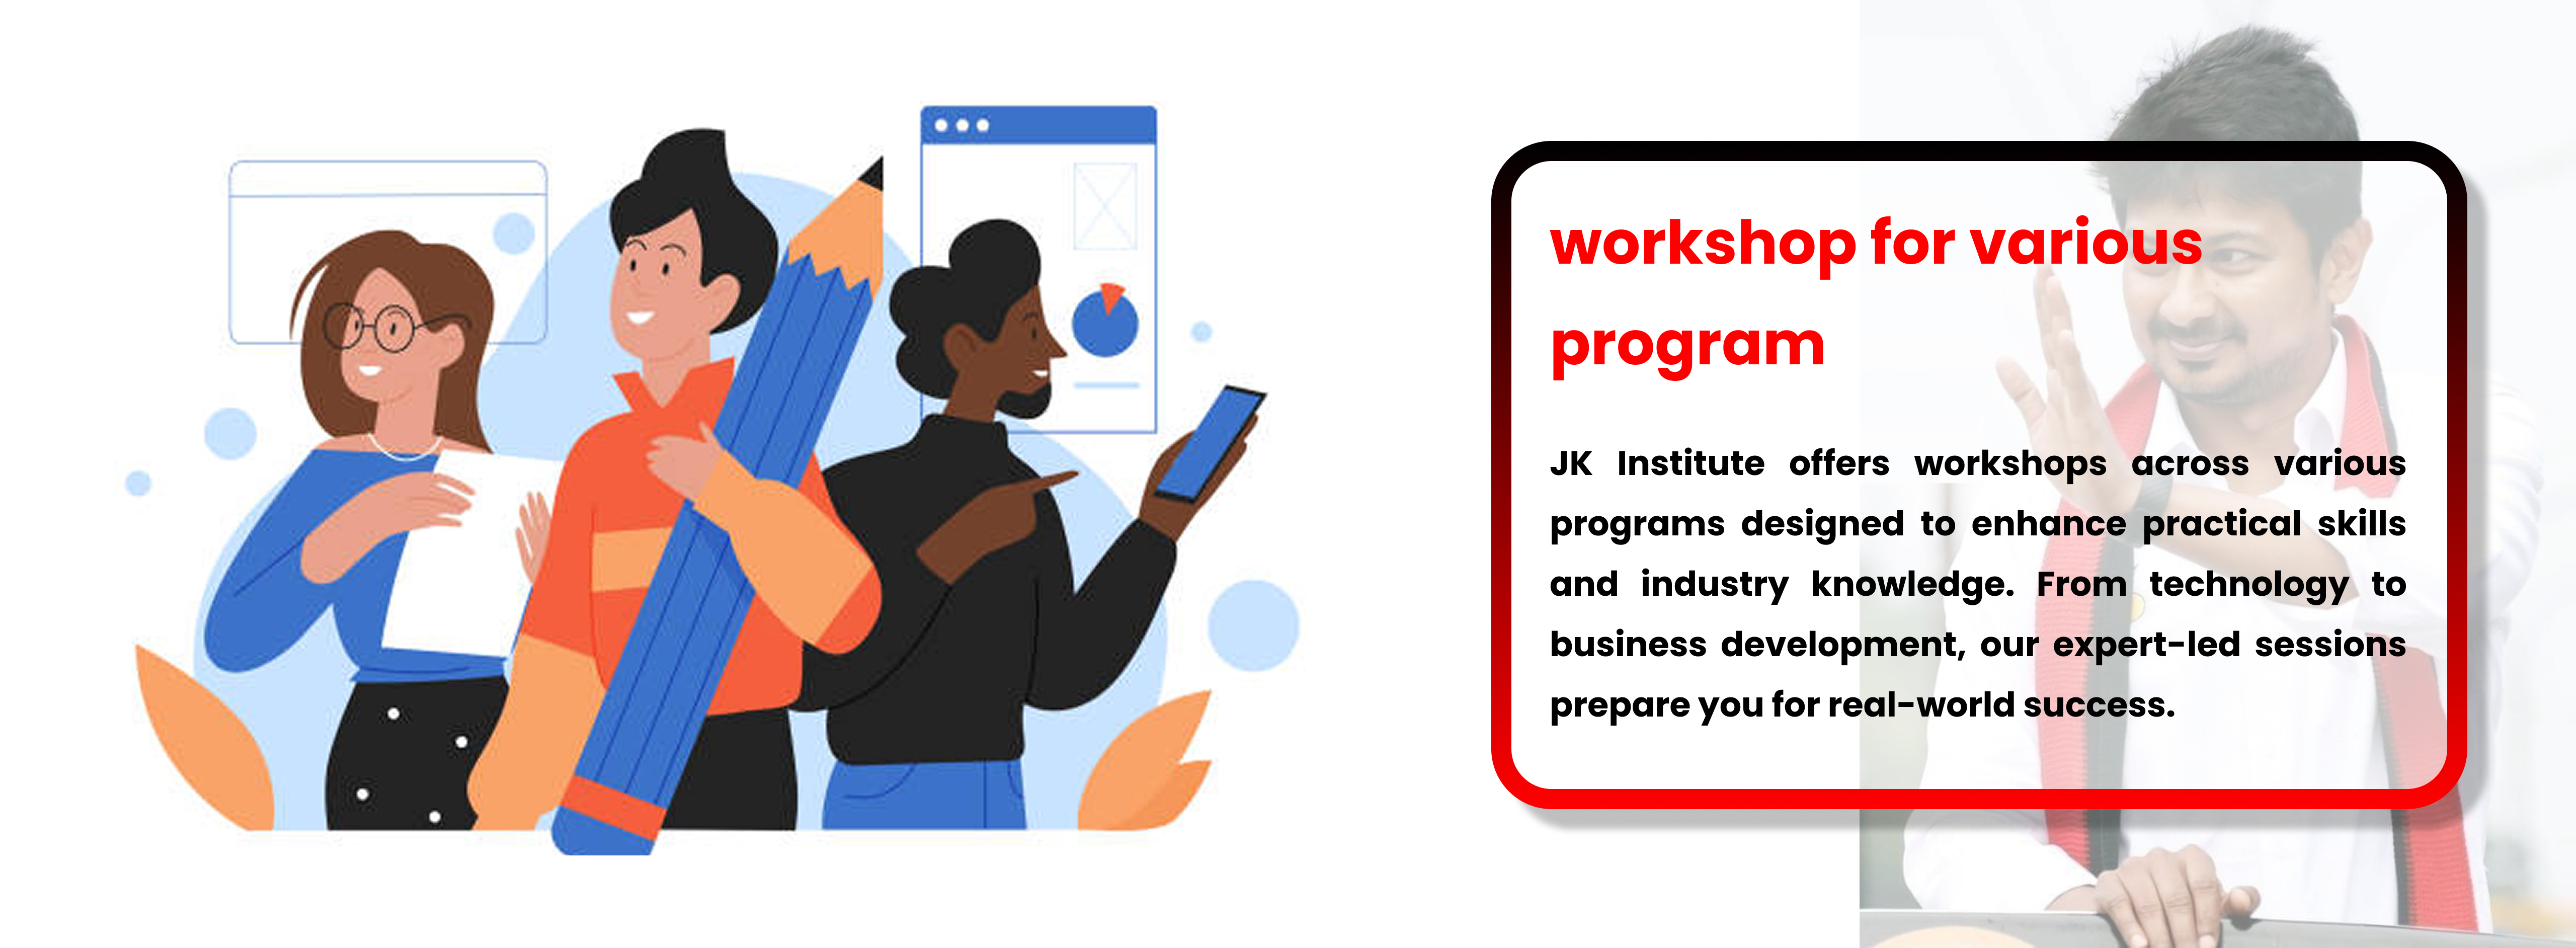 workshop for various
program
JK Institute offers workshops across various
programs designed to enhance practical skills
and industry knowledge. From technology to
business development, our expert-led sessions
prepare you for real-world success.